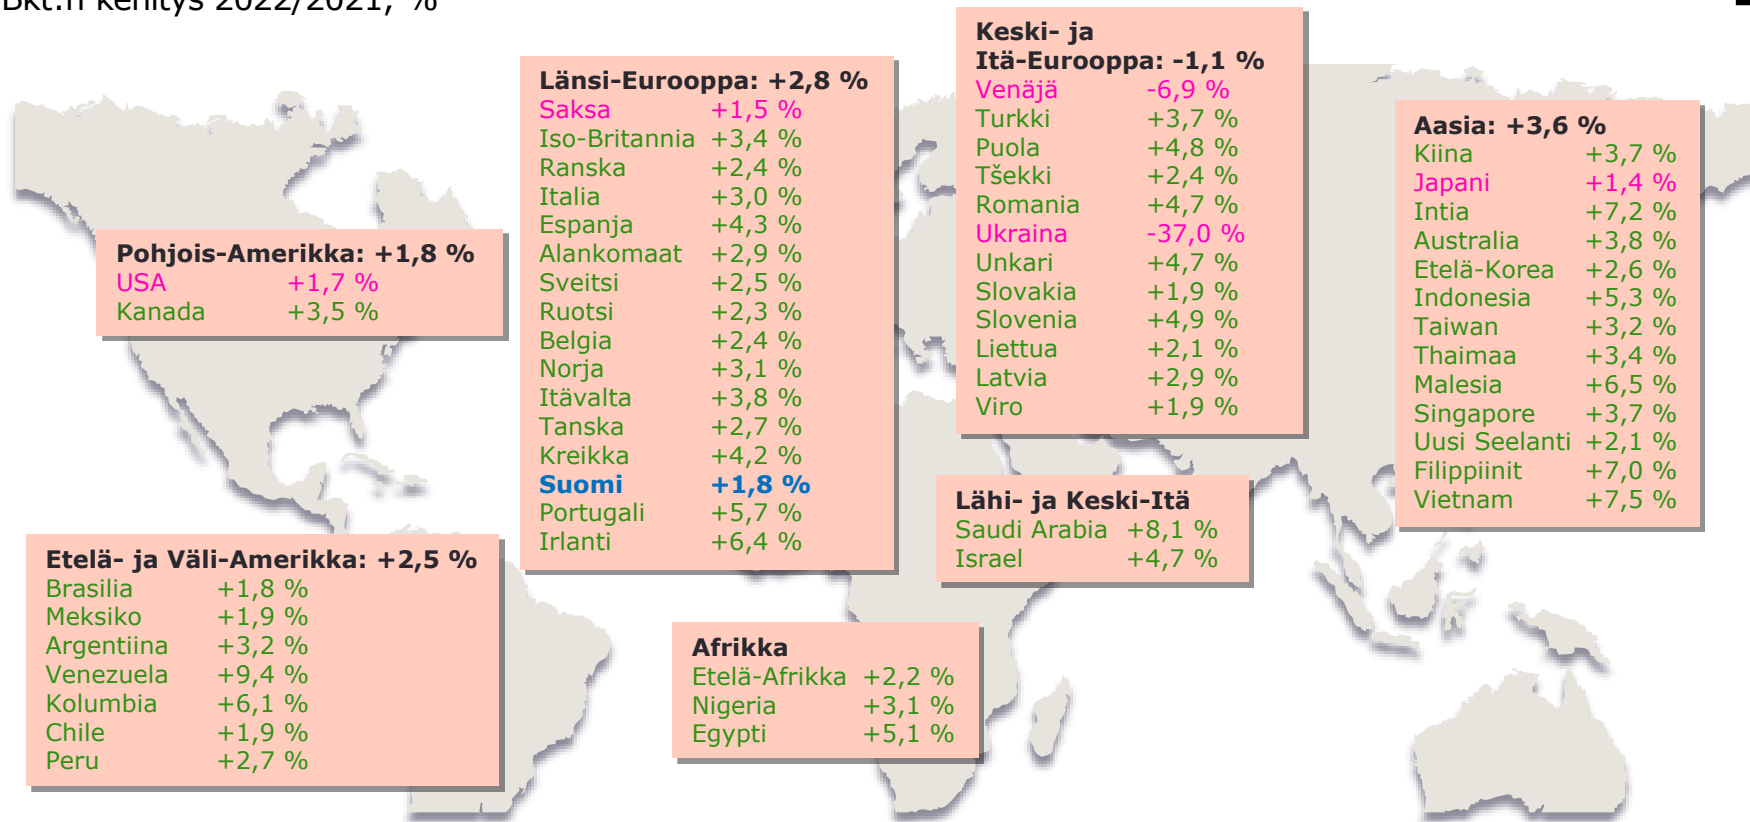 Bkt:n kehitys 2022/2021, %
Pohjois-Amerikka: +1,8 %
USA +1,7 %
Kanada +3,5 %
Etelä- ja Väli-Amerikka: +2,5 %
Brasilia +1,8 %
Meksiko +1,9 %
Argentiina +3,2 %
Venezuela +9,4 %
Kolumbia +6,1 %
Chile +1,9 %
Peru +2,7 %
Länsi-Eurooppa: +2,8 %
Saksa +1,5 %
Iso-Britannia +3,4 %
Ranska +2,4 %
Italia +3,0 %
Espanja +4,3 %
Alankomaat +2,9 %
Sveitsi +2,5 %
Ruotsi +2,3 %
Belgia +2,4 %
Norja +3,1 %
Itävalta +3,8 %
Tanska +2,7 %
Kreikka +4,2 %
Suomi +1,8 %
Portugali +5,7 %
Irlanti +6,4 %
Keski- ja
Itä-Eurooppa: -1,1 %
Venäjä -6,9 %
Turkki +3,7 %
Puola +4,8 %
Tšekki +2,4 %
Romania +4,7 %
Ukraina -37,0 %
Unkari +4,7 %
Slovakia +1,9 %
Slovenia +4,9 %
Liettua +2,1 %
Latvia +2,9 %
Viro +1,9 %
Lähi- ja Keski-Itä
Saudi Arabia +8,1 %
Israel +4,7 %
Afrikka
Etelä-Afrikka +2,2 %
Nigeria +3,1 %
Egypti +5,1 %
Aasia: +3,6 %
Kiina +3,7 %
Japani +1,4 %
Intia +7,2 %
Australia +3,8 %
Etelä-Korea +2,6 %
Indonesia +5,3 %
Taiwan +3,2 %
Thaimaa +3,4 %
Malesia +6,5 %
Singapore +3,7 %
Uusi Seelanti +2,1 %
Filippiinit +7,0 %
Vietnam +7,5 %